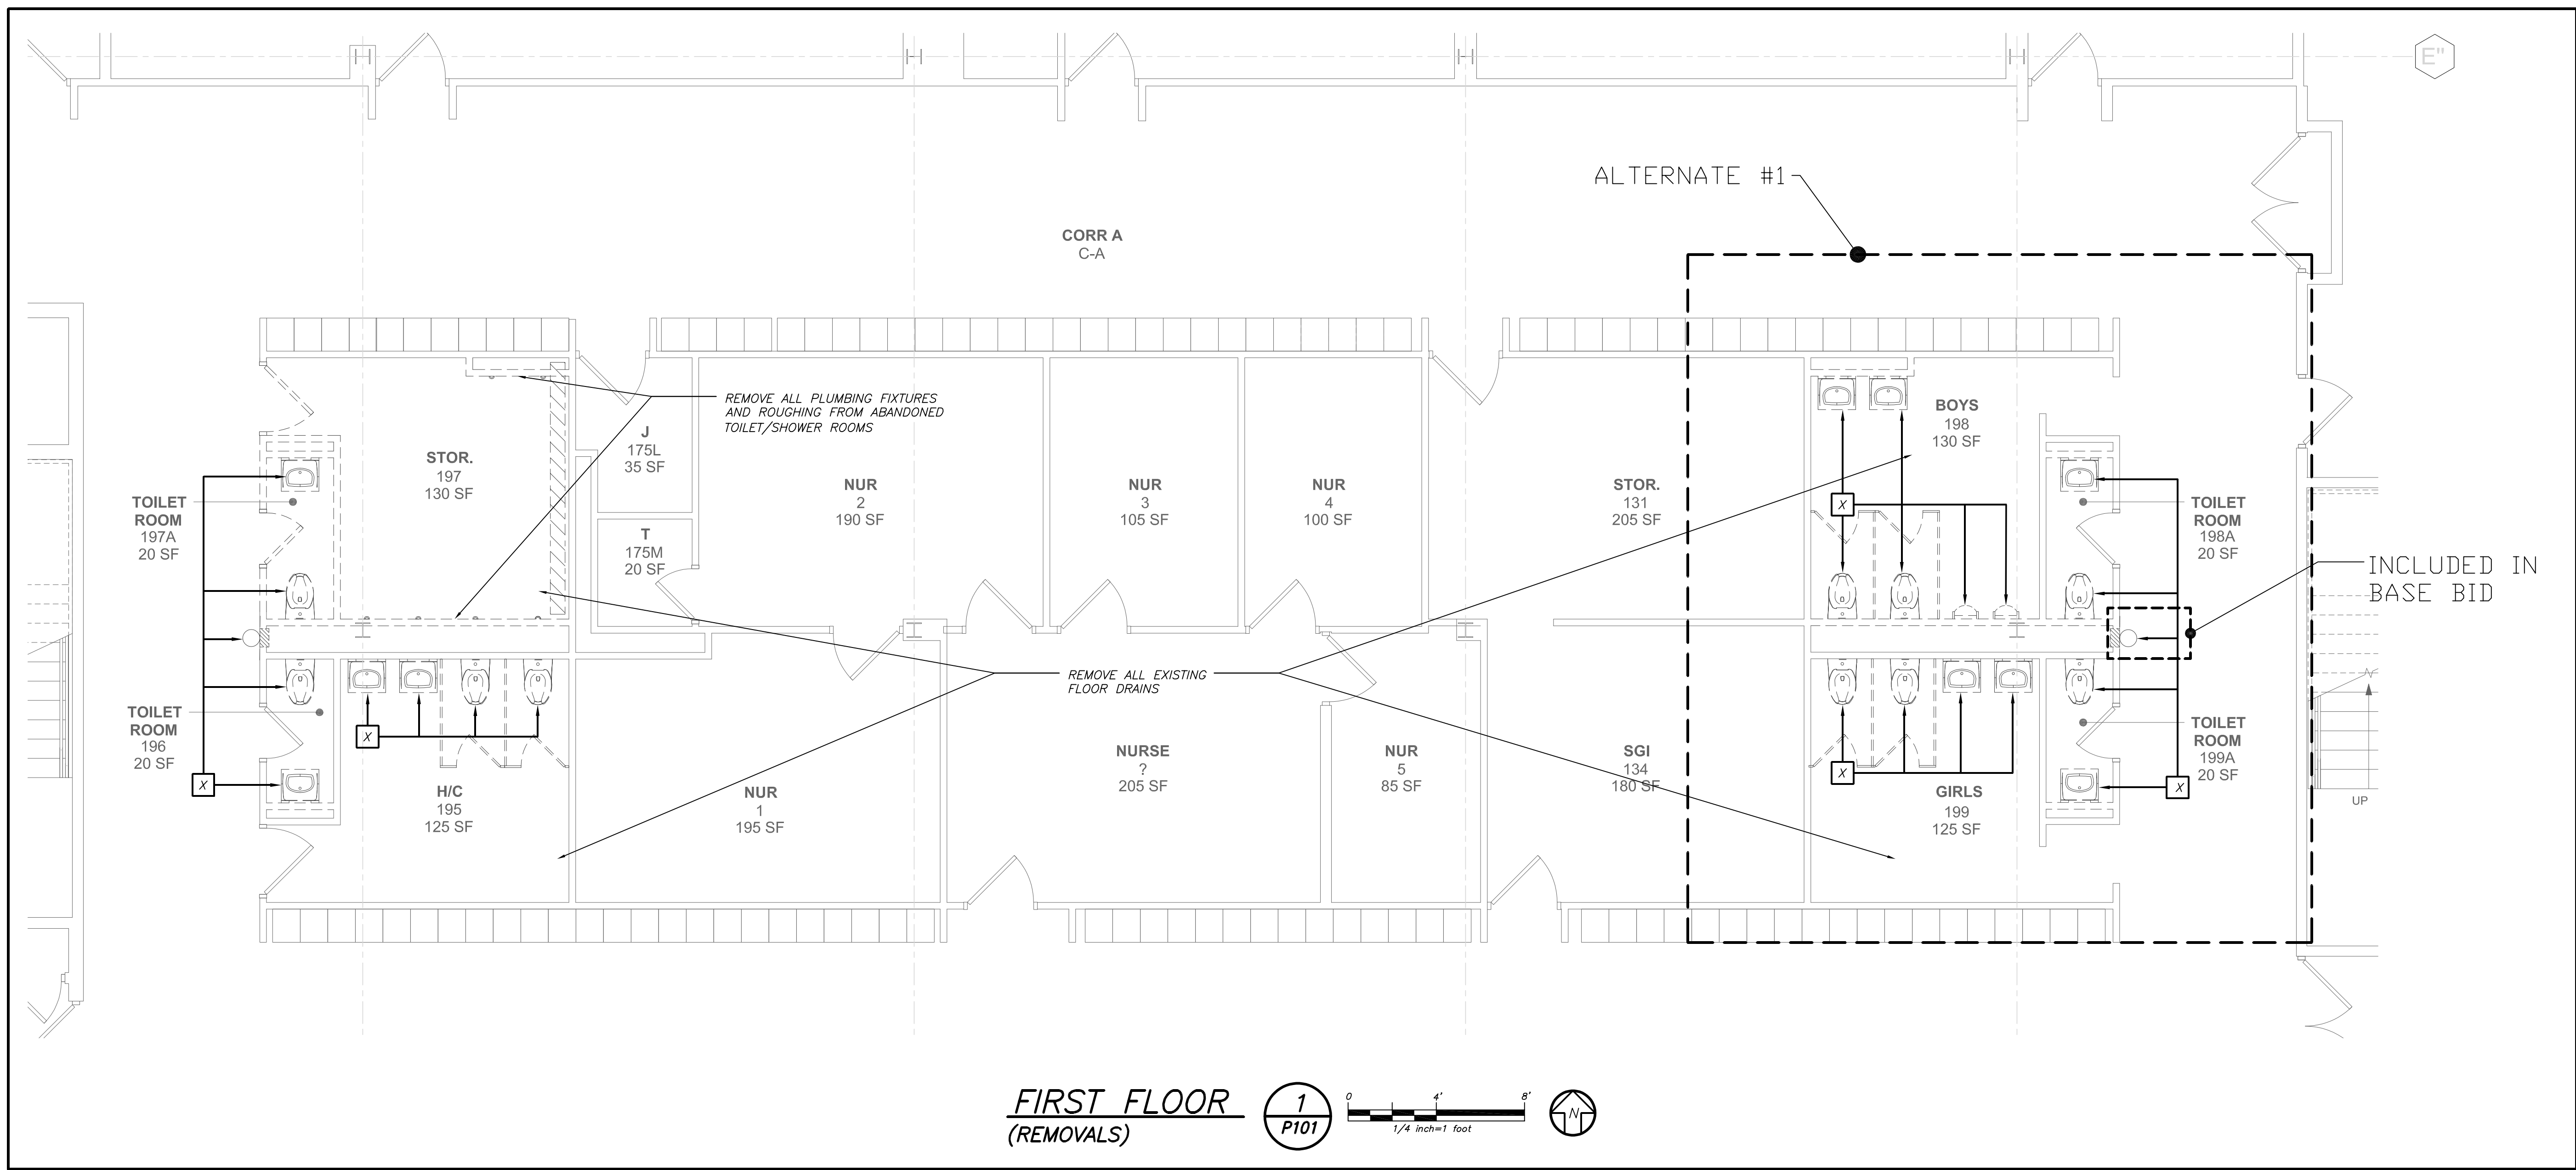 E"
ALTERNATE #1
CORR A
C-A
REMOVE ALL PLUMBING FIXTURES
AND ROUGHING FROM ABANDONED
TOILET/SHOWER ROOMS
BOYS
198
130 SF
J
175L
35 SF
STOR.
197
130 SF
NUR
2
190 SF
NUR
3
105 SF
NUR
4
100 SF
STOR.
131
205 SF
TOILET
ROOM
197A
20 SF
X
TOILET
ROOM
198A
20 SF
T
175M
20 SF
INCLUDED IN
BASE BID
REMOVE ALL EXISTING
FLOOR DRAINS
TOILET
ROOM
196
20 SF
X
X
TOILET
ROOM
199A
20 SF
X
X
H/C
195
125 SF
NUR
1
195 SF
NURSE
?
205 SF
NUR
5
85 SF
SGI
134
180 SF
GIRLS
199
125 SF
UP
FIRST FLOOR
(REMOVALS)
1
P101
0 4' 8'
1/4 inch=1 foot
N